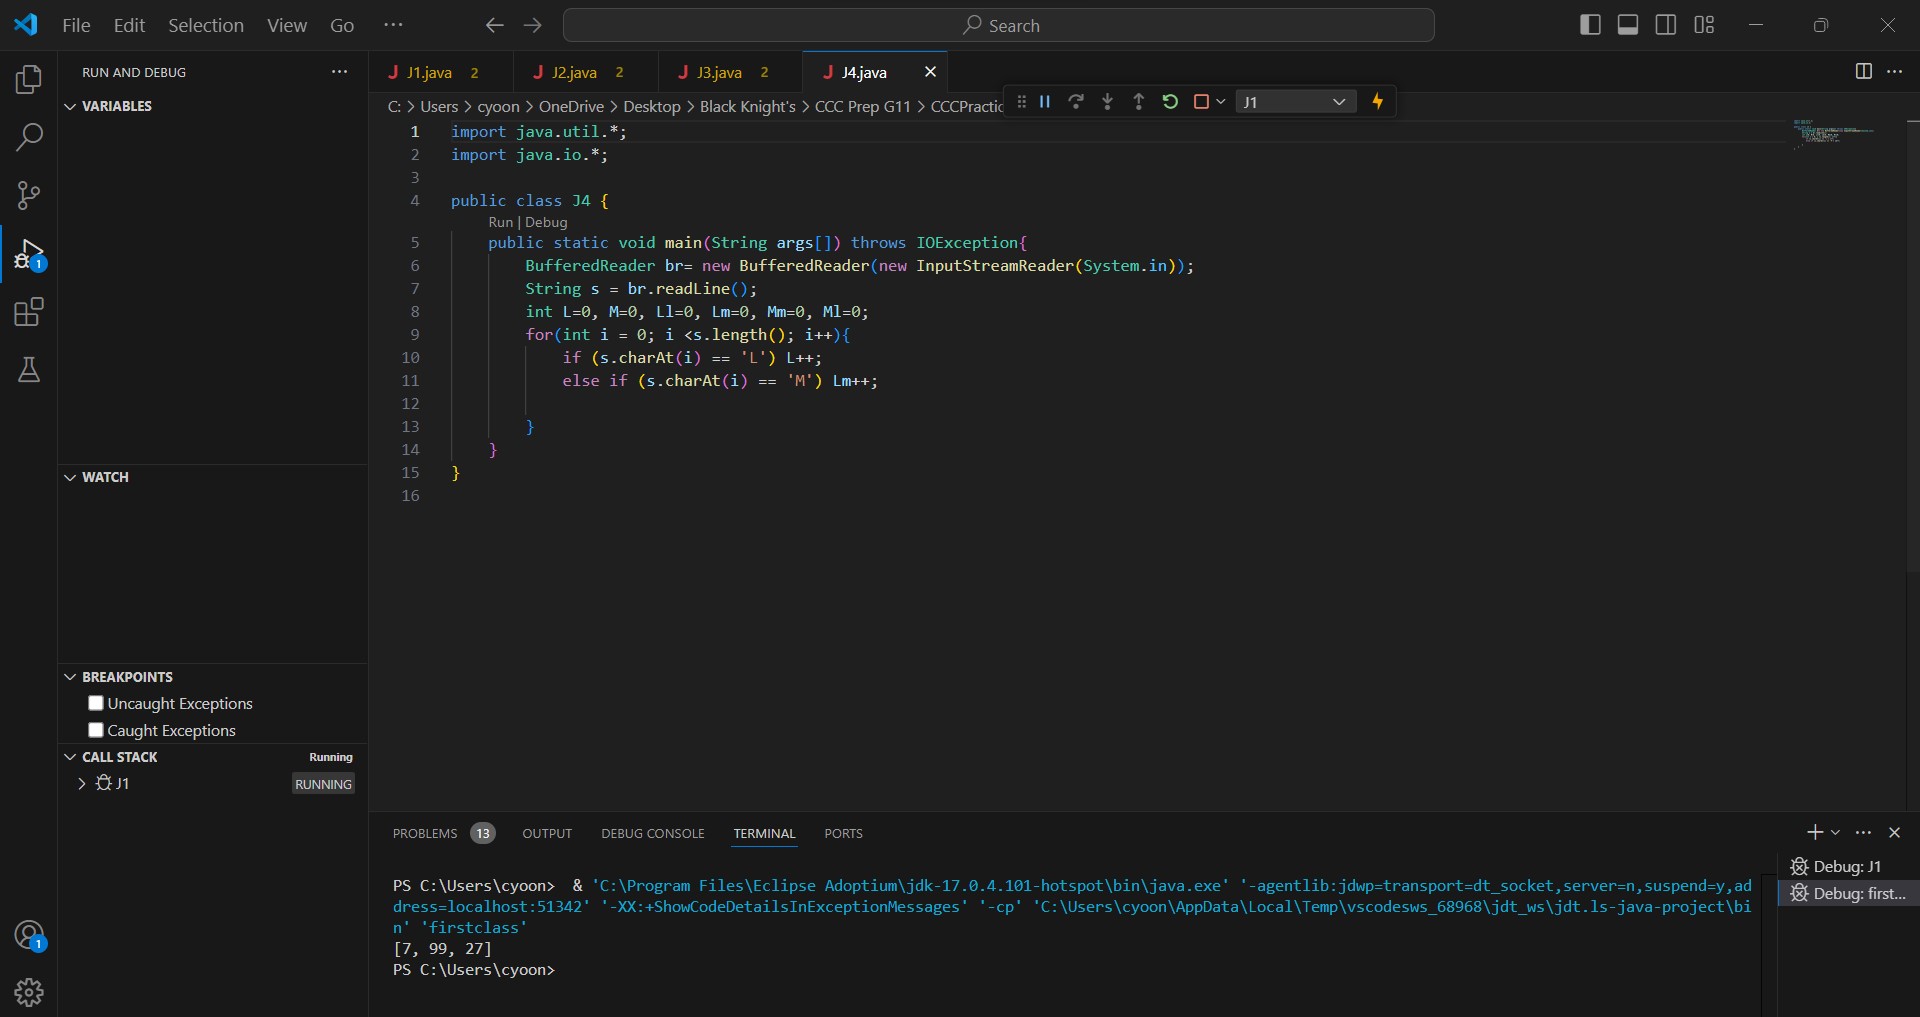 File Edit Selection View Go ··· Search
RUN AND DEBUG ···
VARIABLES
WATCH
BREAKPOINTS
Uncaught Exceptions
Caught Exceptions
CALL STACK Running
J1 RUNNING
J J1.java 2 J J2.java 2 J J3.java 2 J J4.java
C: > Users > cyoon > OneDrive > Desktop > Black Knight's > CCC Prep G11 > CCCPractic
J1
1 import java.util.*;
2 import java.io.*;
3
4 public class J4 {
Run | Debug
5 public static void main(String args[]) throws IOException{
6 BufferedReader br= new BufferedReader(new InputStreamReader(System.in));
7 String s = br.readLine();
8 int L=0, M=0, Ll=0, Lm=0, Mm=0, Ml=0;
9 for(int i = 0; i <s.length(); i++){
10 if (s.charAt(i) == 'L') L++;
11 else if (s.charAt(i) == 'M') Lm++;
12
13 }
14 }
15 }
16
PROBLEMS 13 OUTPUT DEBUG CONSOLE TERMINAL PORTS
PS C:\Users\cyoon> & 'C:\Program Files\Eclipse Adoptium\jdk-17.0.4.101-hotspot\bin\java.exe' '-agentlib:jdwp=transport=dt_socket,server=n,suspend=y,ad
dress=localhost:51342' '-XX:+ShowCodeDetailsInExceptionMessages' '-cp' 'C:\Users\cyoon\AppData\Local\Temp\vscodesws_68968\jdt_ws\jdt.ls-java-project\bi
n' 'firstclass'
[7, 99, 27]
PS C:\Users\cyoon>
Debug: J1
Debug: first...
1
1